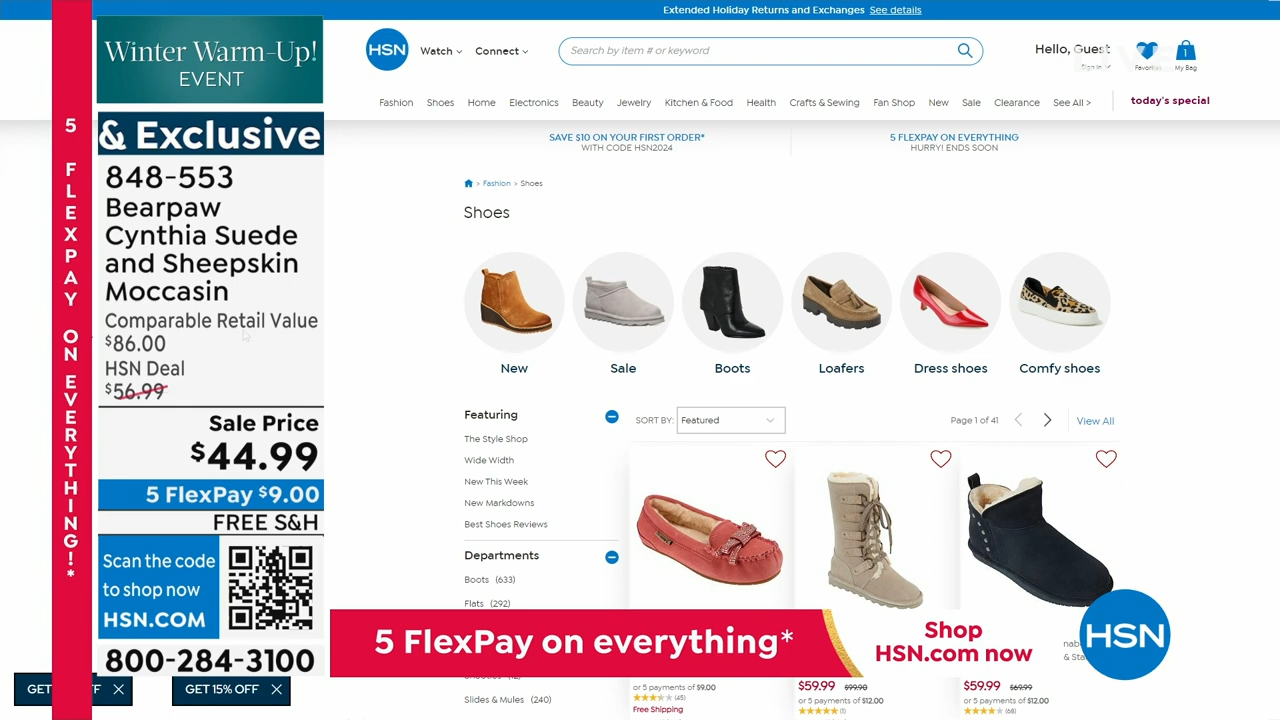 Extended Holiday Returns and Exchanges See details
Winter Warm-Up!
EVENT
HSN
Watch
Connect
Search by item # or keyword
Hello, Guest
Sign In
Favorites
1
My Bag
Fashion Shoes Home Electronics Beauty Jewelry Kitchen & Food Health Crafts & Sewing Fan Shop New Sale Clearance See All > today's special
5 FLEXPAY ON EVERYTHING!*
& Exclusive
848-553
Bearpaw
Cynthia Suede
and Sheepskin
Moccasin
Comparable Retail Value
$86.00
HSN Deal
$56.99
Sale Price
$44.99
5 FlexPay $9.00
FREE S&H
Scan the code
to shop now
HSN.COM
800-284-3100
GET
FF
GET 15% OFF
SAVE $10 ON YOUR FIRST ORDER*
WITH CODE HSN2024
5 FLEXPAY ON EVERYTHING
HURRY! ENDS SOON
> Fashion > Shoes
Shoes
New Sale Boots Loafers Dress shoes Comfy shoes
Featuring
The Style Shop
Wide Width
New This Week
New Markdowns
Best Shoes Reviews
Departments
Boots (633)
Flats (292)
Slides & Mules (240)
SORT BY: Featured
Page 1 of 41
View All
5 FlexPay on everything*
Shop
HSN.com now
HSN
or 5 payments of $9.00
(45)
Free Shipping
$59.99 $99.90
or 5 payments of $12.00
(1)
$59.99 $69.99
or 5 payments of $12.00
(68)